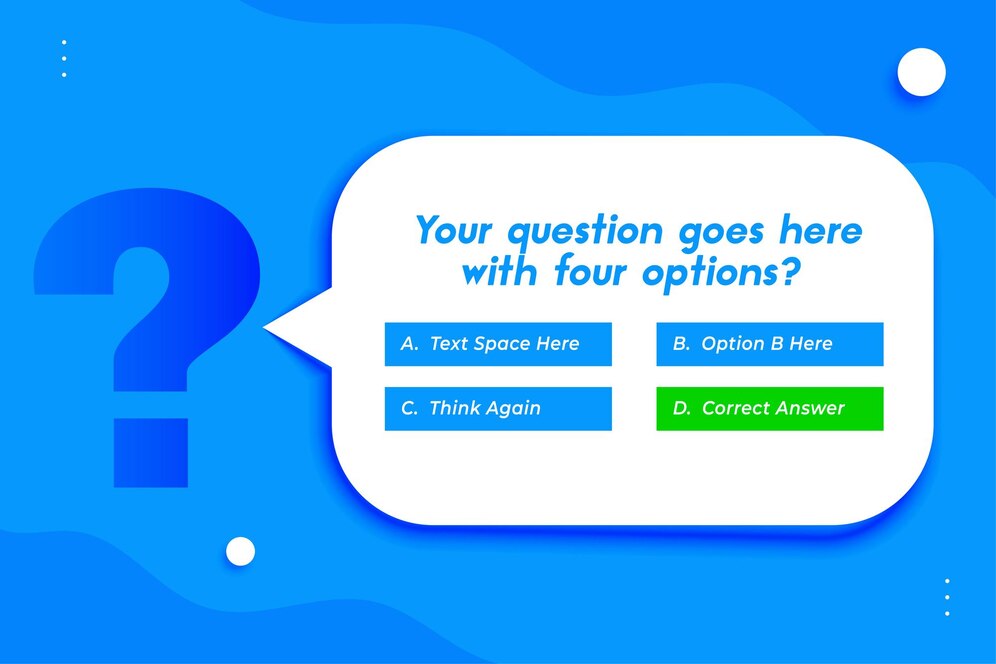 Your question goes here
with four options?
A. Text Space Here
B. Option B Here
C. Think Again
D. Correct Answer